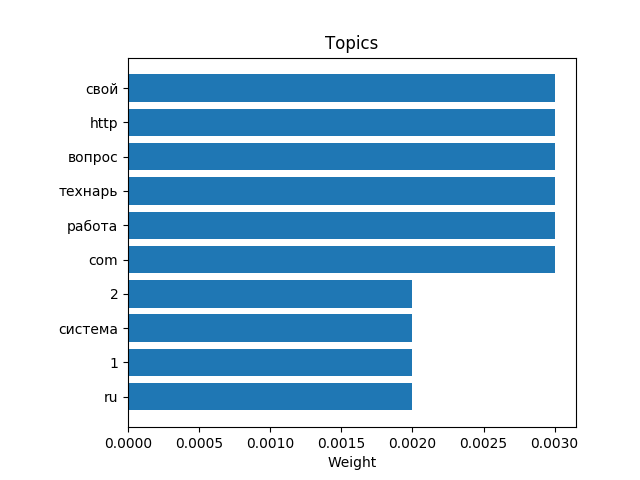 Topics
свой
http
вопрос
технарь
работа
com
2
система
1
ru
0.0000 0.0005 0.0010 0.0015 0.0020 0.0025 0.0030
Weight